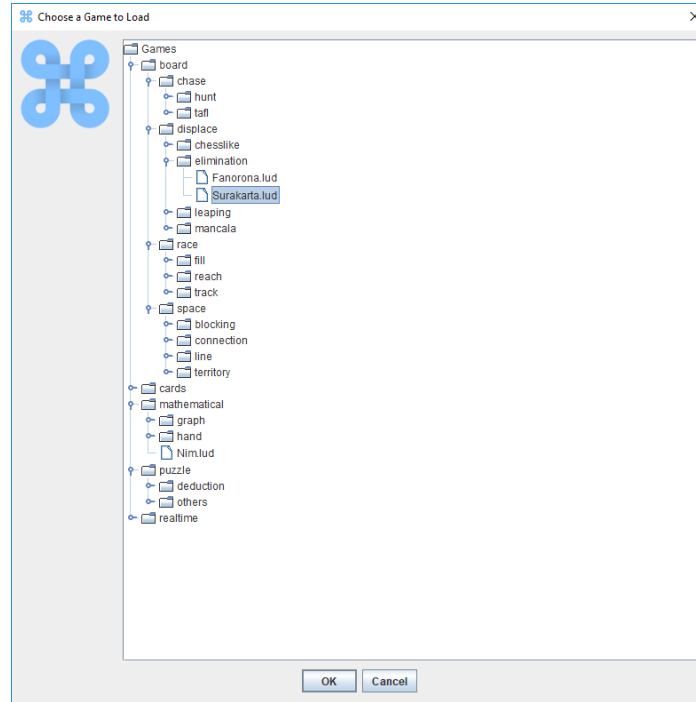 Choose a Game to Load
Games
board
chase
hunt
tafl
displace
chesslike
elimination
Fanorona.lud
Surakarta.lud
leaping
mancala
race
fill
reach
track
space
blocking
connection
line
territory
cards
mathematical
graph
hand
Nim.lud
puzzle
deduction
others
realtime
OK Cancel